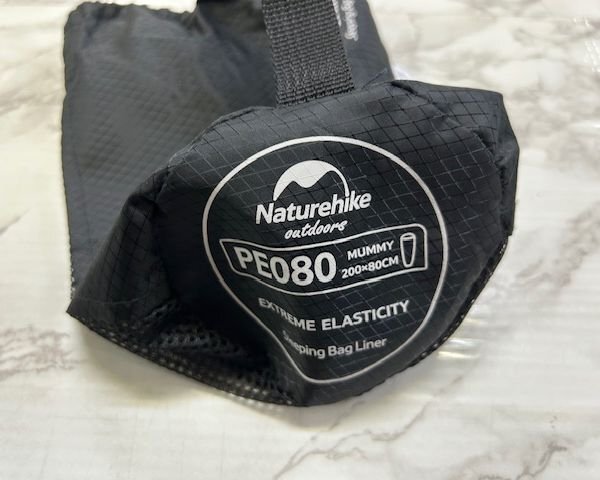 Naturehike
outdoors
PE080
MUMMY
200×80CM
EXTREME ELASTICITY
Sleeping Bag Liner